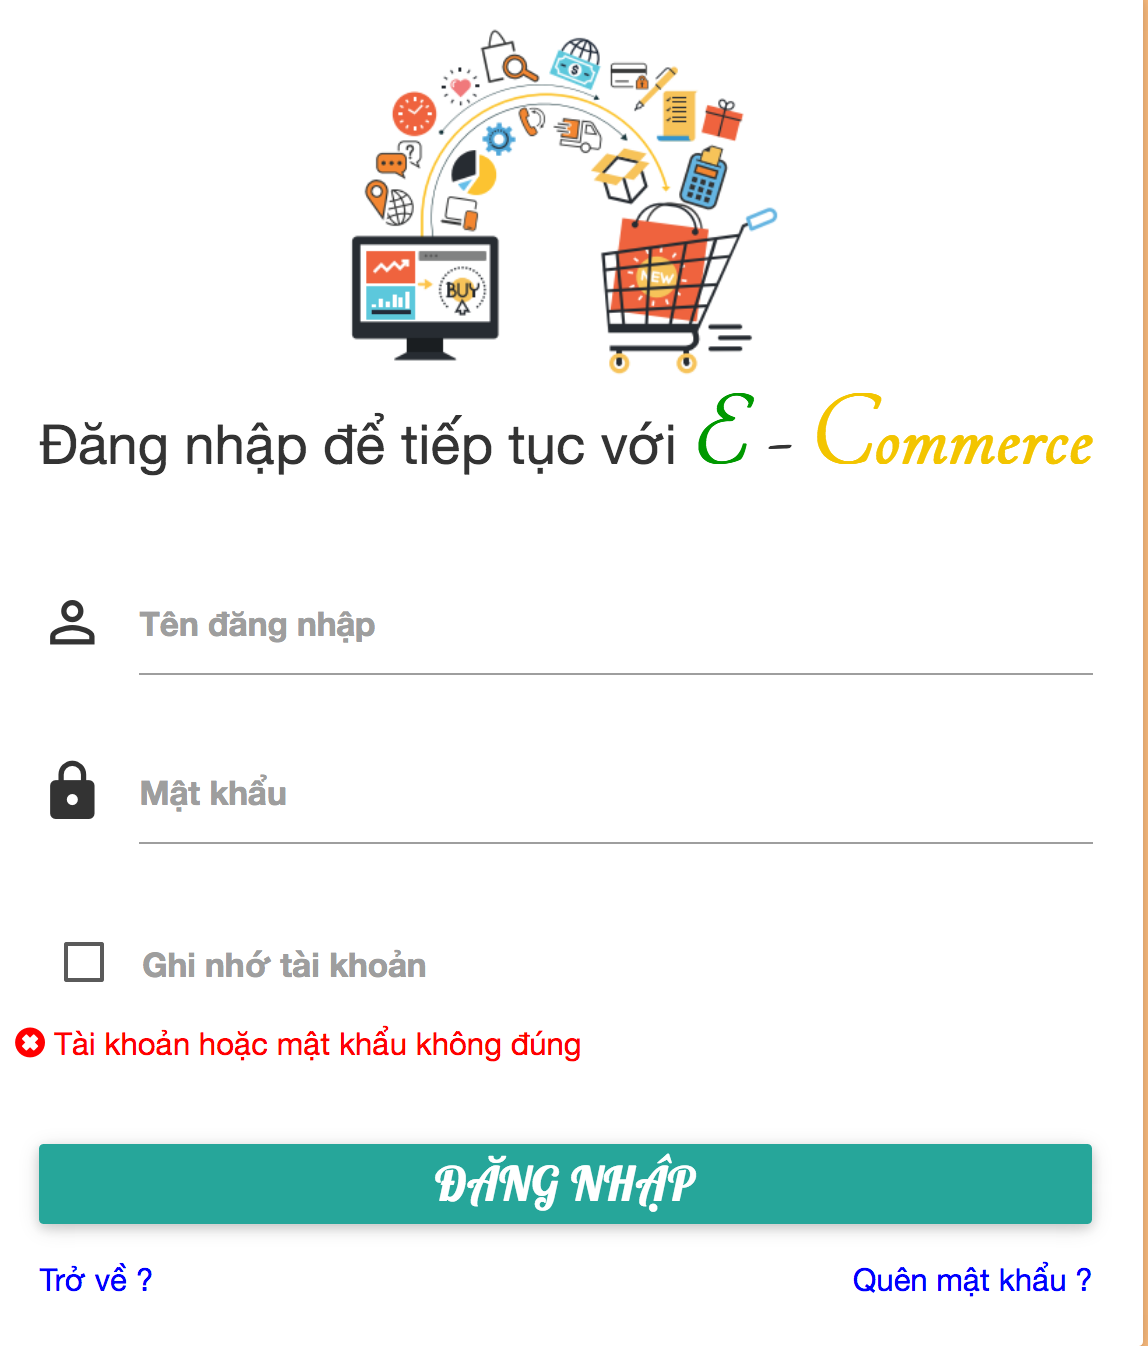 BUY
NEW
Đăng nhập để tiếp tục với E - Commerce
Tên đăng nhập
Mật khẩu
Ghi nhớ tài khoản
Tài khoản hoặc mật khẩu không đúng
ĐĂNG NHẬP
Trở về ?
Quên mật khẩu ?